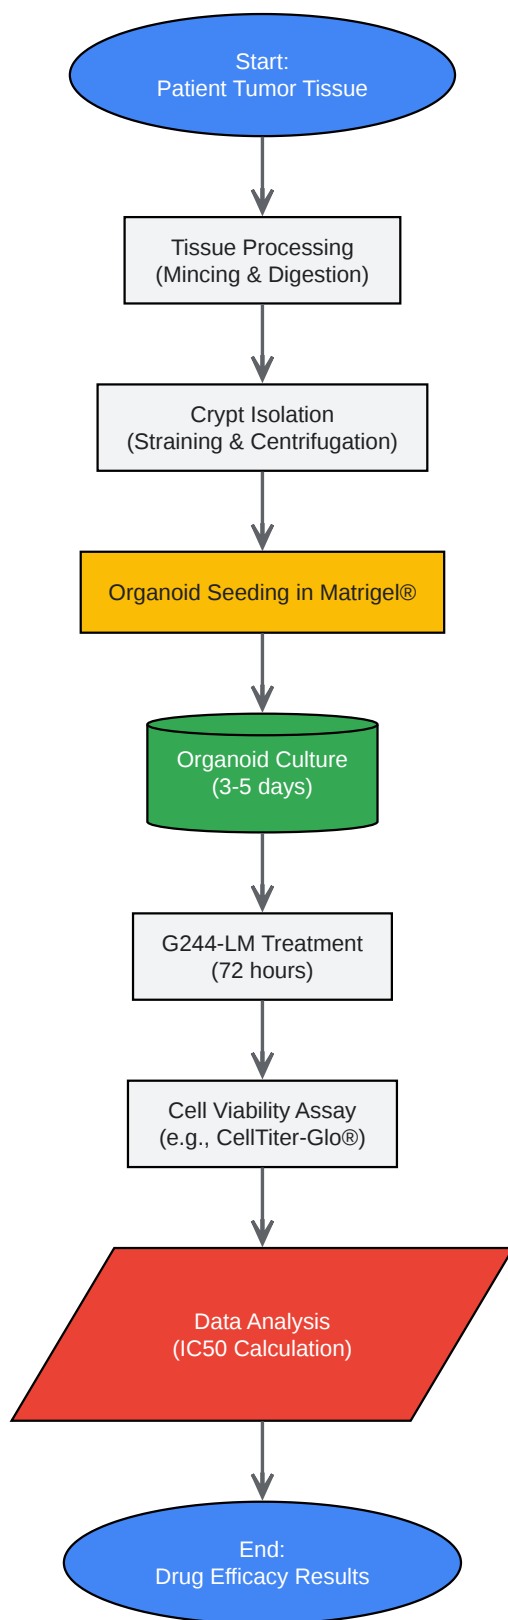 Start:
Patient Tumor Tissue
Tissue Processing
(Mincing & Digestion)
Crypt Isolation
(Straining & Centrifugation)
Organoid Seeding in Matrigel®
Organoid Culture
(3-5 days)
G244-LM Treatment
(72 hours)
Cell Viability Assay
(e.g., CellTiter-Glo®)
Data Analysis
(IC50 Calculation)
End:
Drug Efficacy Results